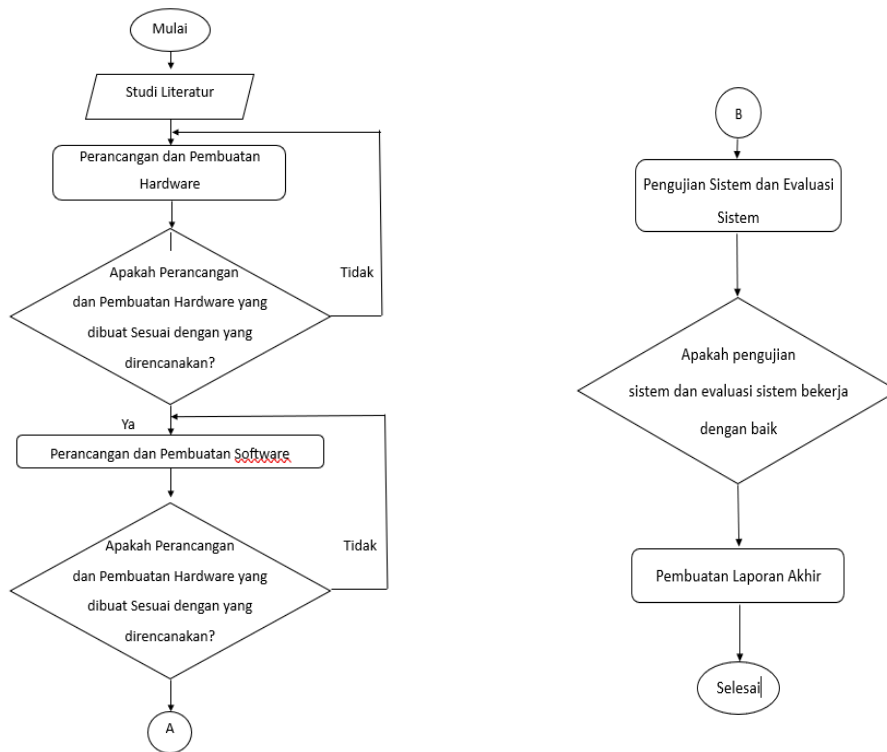 Mulai
Studi Literatur
Perancangan dan Pembuatan
Hardware
Apakah Perancangan
dan Pembuatan Hardware yang
dibuat Sesuai dengan yang
direncanakan?
Tidak
Ya
Perancangan dan Pembuatan Software
Apakah Perancangan
dan Pembuatan Hardware yang
dibuat Sesuai dengan yang
direncanakan?
Tidak
A
B
Pengujian Sistem dan Evaluasi
Sistem
Apakah pengujian
sistem dan evaluasi sistem bekerja
dengan baik
Pembuatan Laporan Akhir
Selesai